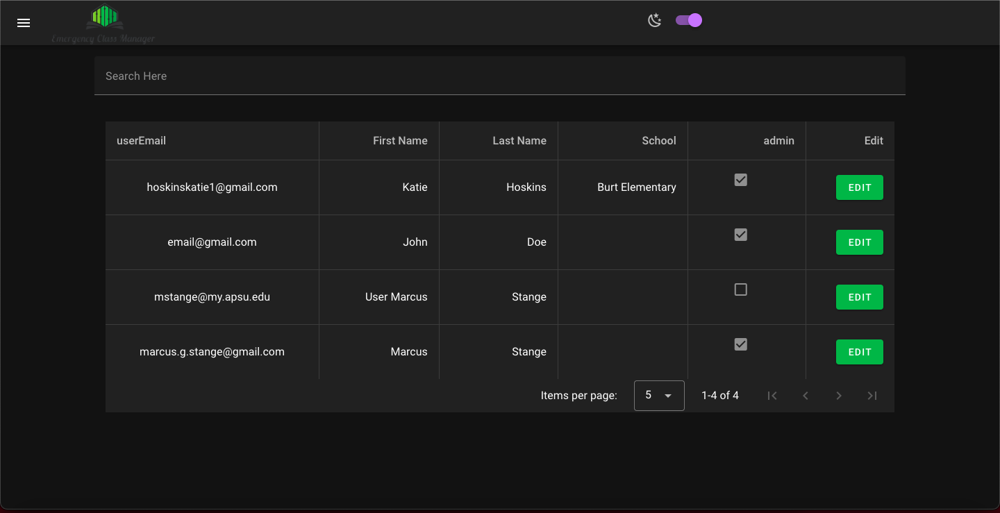 Emergency Class Manager
Search Here
userEmail First Name Last Name School admin Edit
hoskinskatie1@gmail.com Katie Hoskins Burt Elementary EDIT
email@gmail.com John Doe EDIT
mstange@my.apsu.edu User Marcus Stange EDIT
marcus.g.stange@gmail.com Marcus Stange EDIT
Items per page: 5 1-4 of 4